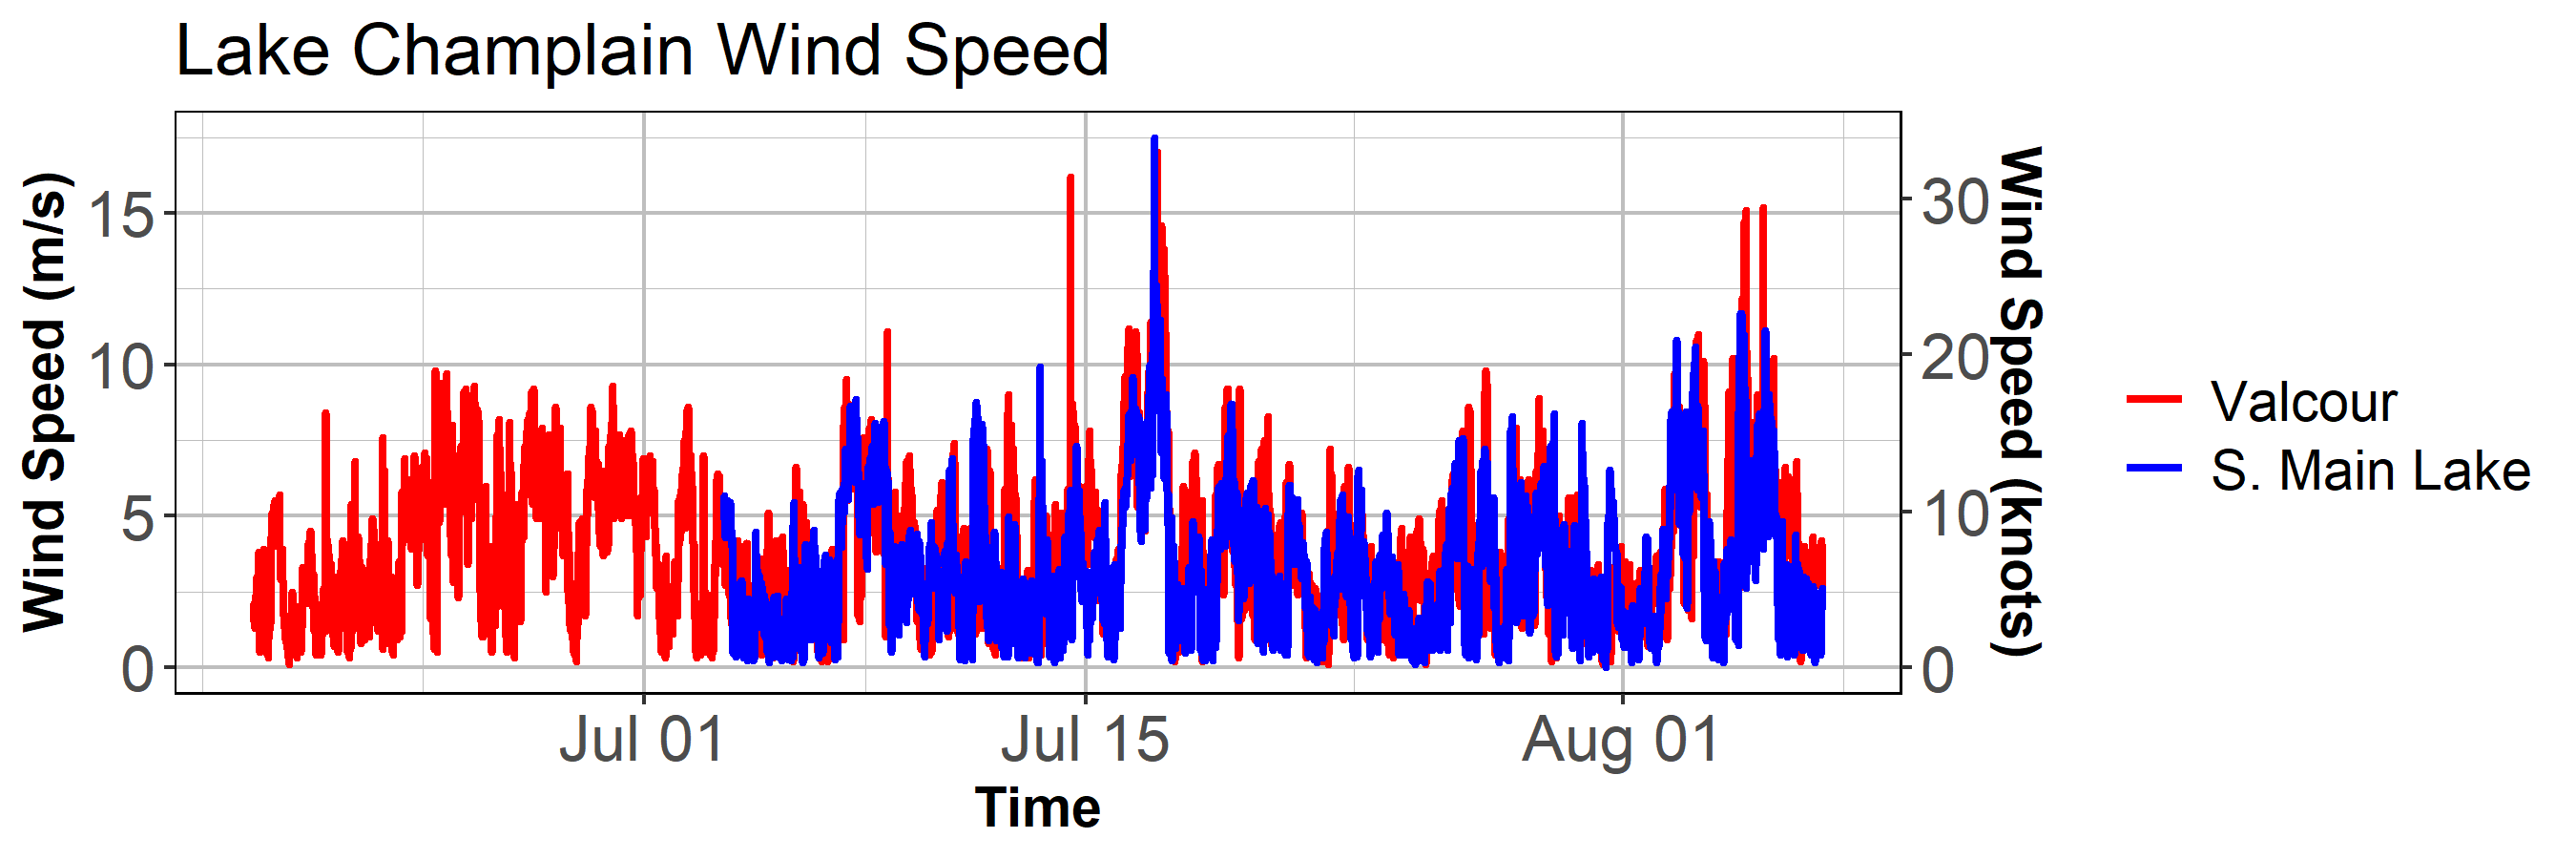 Lake Champlain Wind Speed
Wind Speed (m/s)
15
10
5
0
30
20
10
0
Wind Speed (knots)
Jul 01
Jul 15
Aug 01
Time
Valcour
S. Main Lake